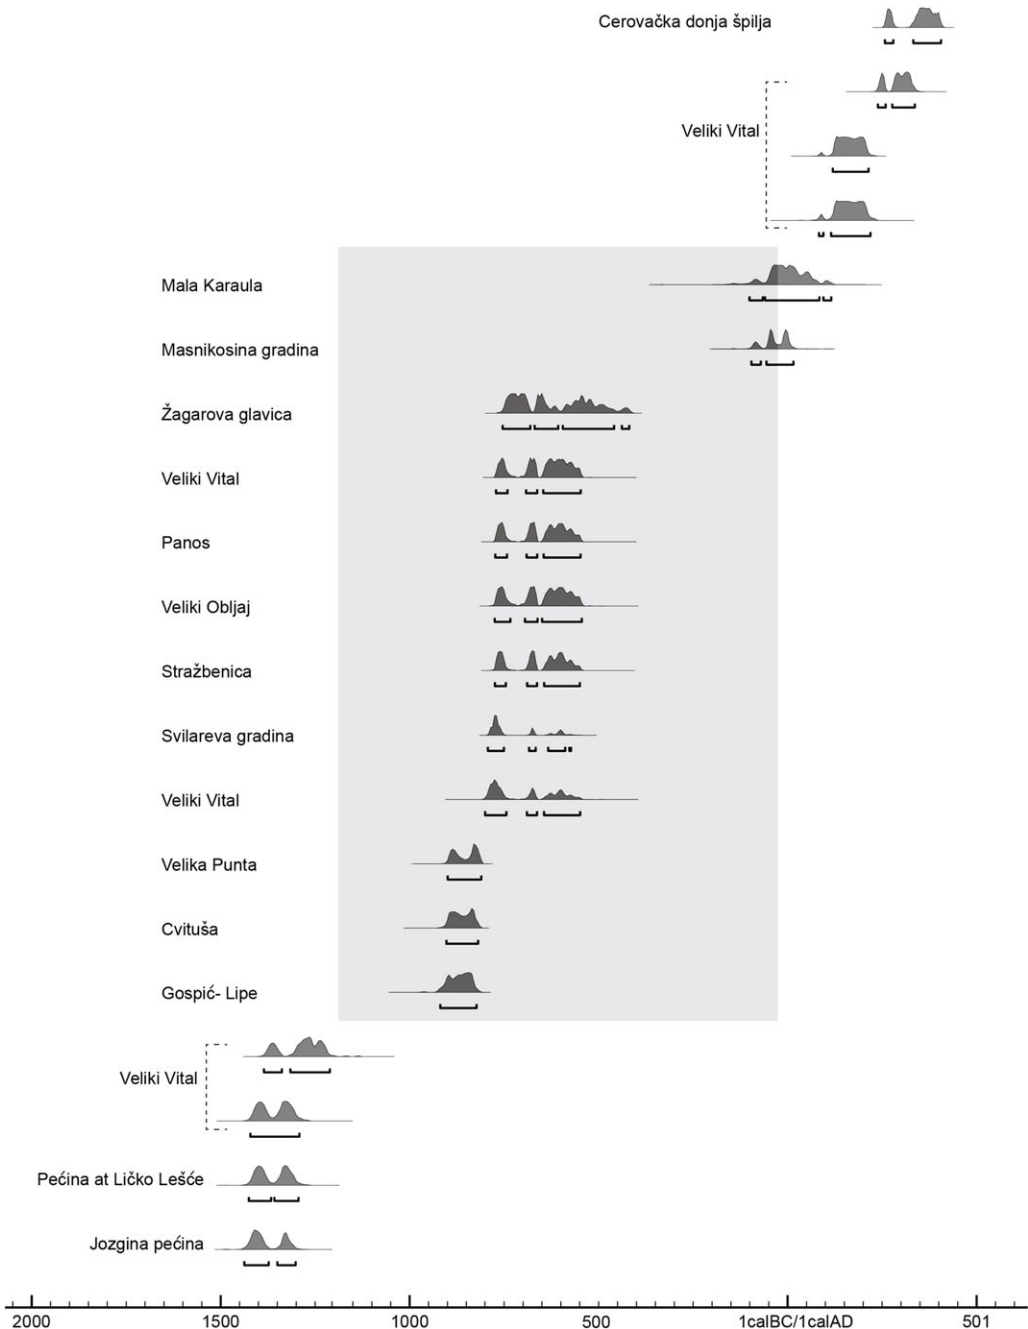 Cerovačka donja špilja
Veliki Vital
Mala Karaula
Masnikosina gradina
Žagarova glavica
Veliki Vital
Panos
Veliki Obljaj
Stražbenica
Svilareva gradina
Veliki Vital
Velika Punta
Cvituša
Gospić- Lipe
Veliki Vital
Pećina at Ličko Lešće
Jozgina pećina
2000 1500 1000 500 1calBC/1calAD 501